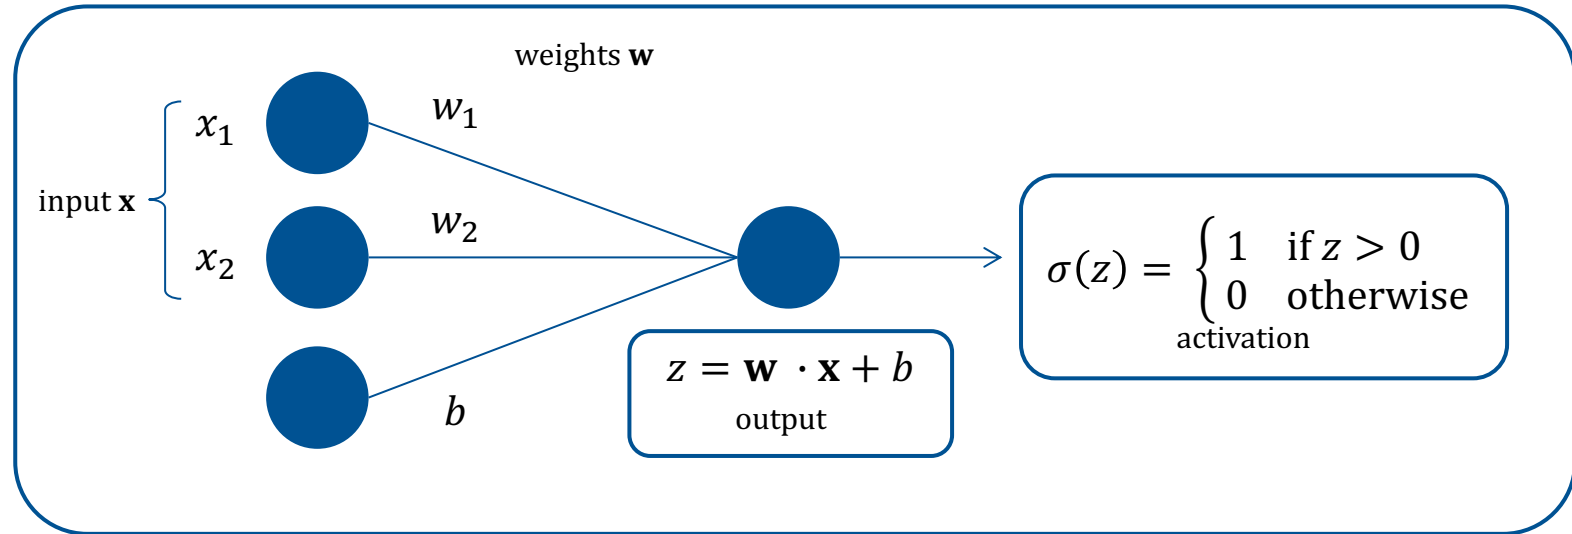 weights w
w₁
x₁
input x
w₂
x₂
b
z = w · x + b
output
σ(z) = { 1 if z > 0
0 otherwise
activation